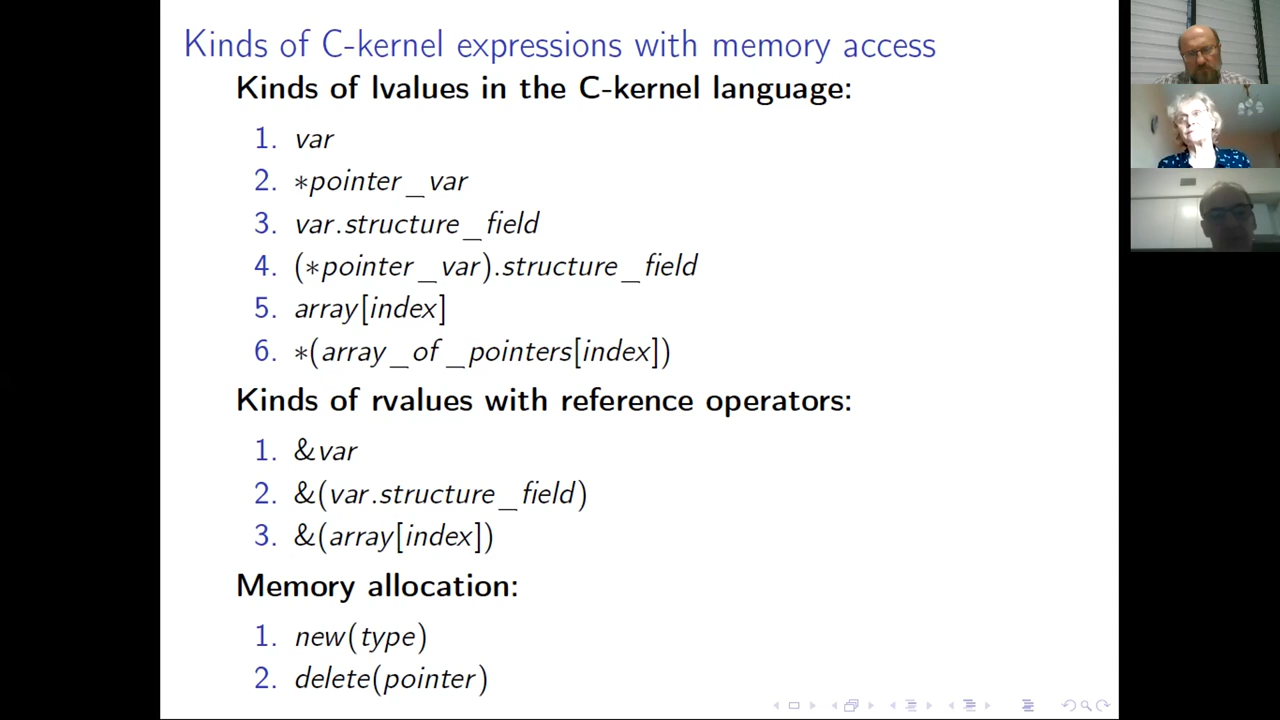 Kinds of C-kernel expressions with memory access
Kinds of lvalues in the C-kernel language:
1. var
2. *pointer_var
3. var.structure_field
4. (*pointer_var).structure_field
5. array[index]
6. *(array_of_pointers[index])
Kinds of rvalues with reference operators:
1. &var
2. &(var.structure_field)
3. &(array[index])
Memory allocation:
1. new(type)
2. delete(pointer)